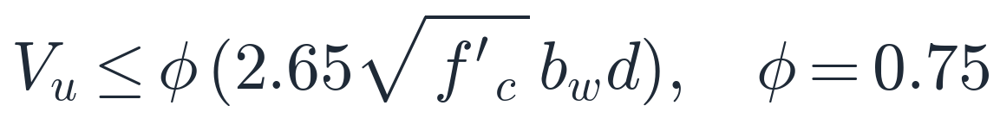 V_u ≤ ϕ(2.65√f′_c b_w d), ϕ = 0.75